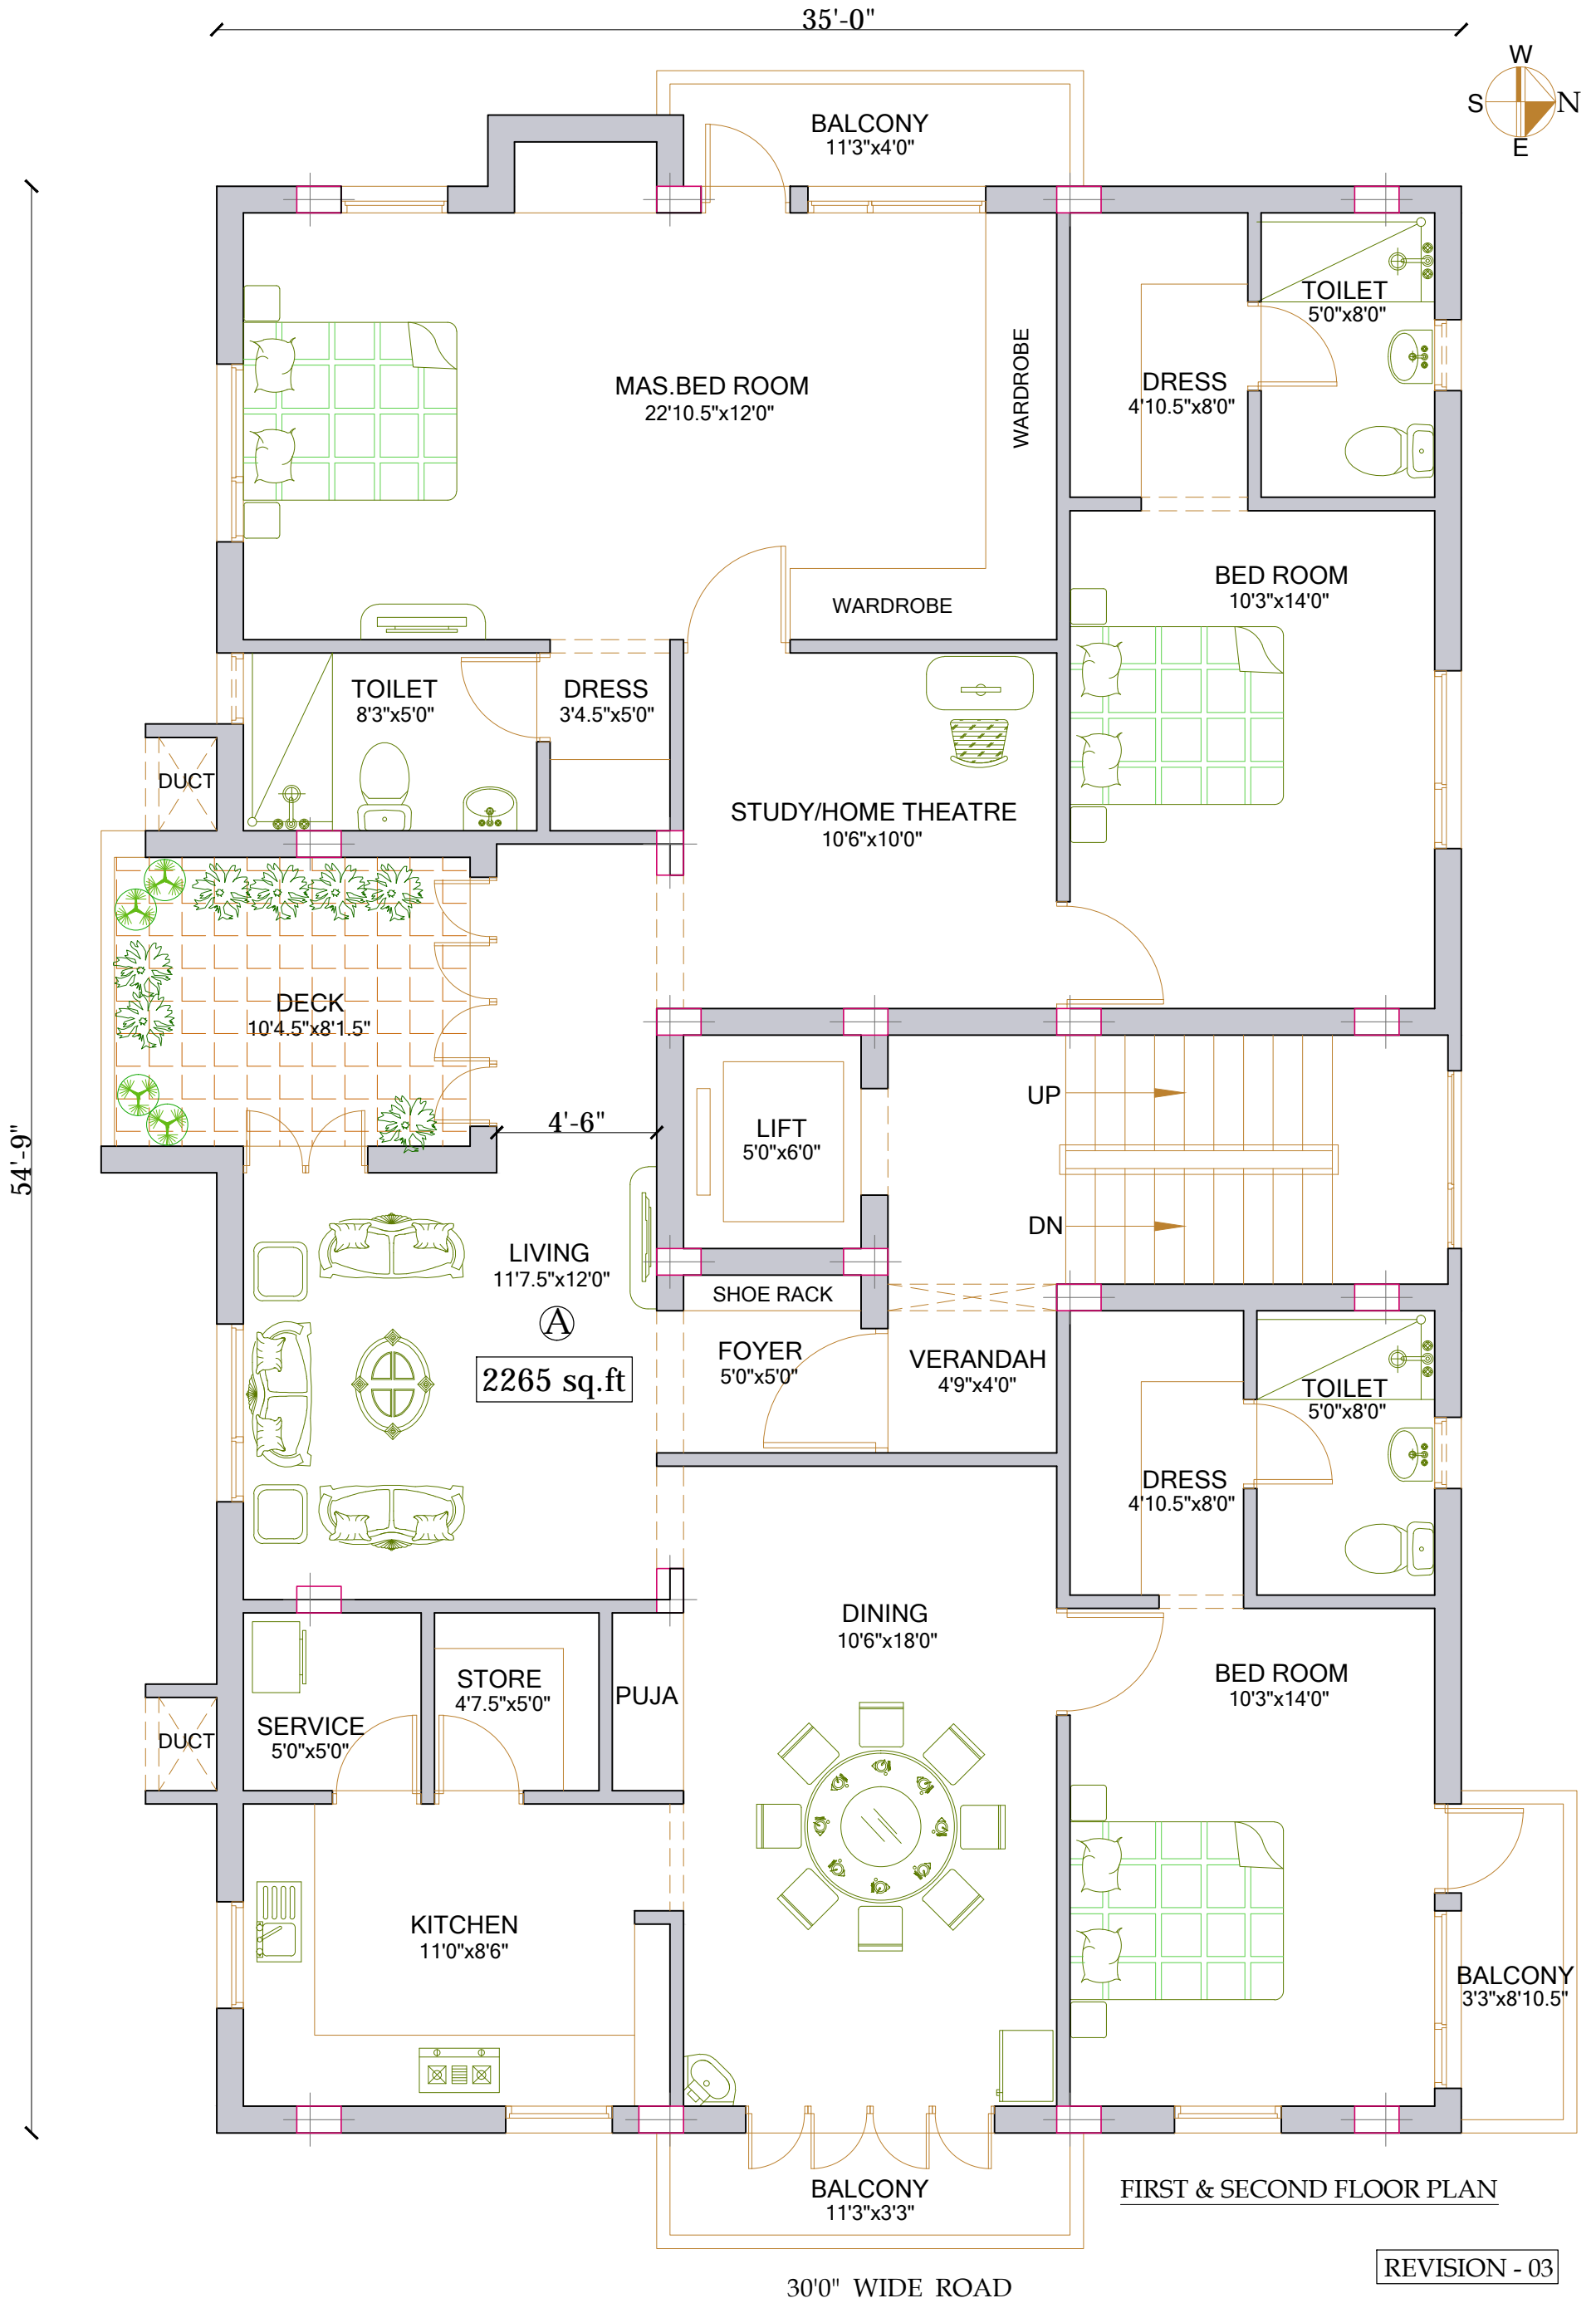 35'-0"
W
S
N
E
BALCONY
11'3"x4'0"
TOILET
5'0"x8'0"
WARDROBE
MAS.BED ROOM
22'10.5"x12'0"
DRESS
4'10.5"x8'0"
BED ROOM
10'3"x14'0"
WARDROBE
TOILET
8'3"x5'0"
DRESS
3'4.5"x5'0"
DUCT
STUDY/HOME THEATRE
10'6"x10'0"
DECK
10'4.5"x8'1.5"
UP
4'-6"
LIFT
5'0"x6'0"
54'-9"
DN
LIVING
11'7.5"x12'0"
SHOE RACK
A
FOYER
5'0"x5'0"
VERANDAH
4'9"x4'0"
2265 sq.ft
TOILET
5'0"x8'0"
DRESS
4'10.5"x8'0"
DINING
10'6"x18'0"
STORE
4'7.5"x5'0"
PUJA
BED ROOM
10'3"x14'0"
SERVICE
5'0"x5'0"
DUCT
KITCHEN
11'0"x8'6"
BALCONY
3'3"x8'10.5"
BALCONY
11'3"x3'3"
FIRST & SECOND FLOOR PLAN
REVISION - 03
30'0" WIDE ROAD